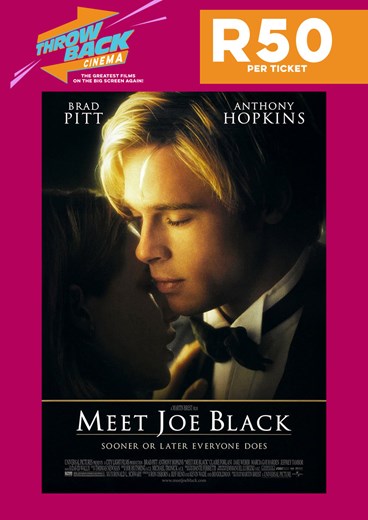 THROW
BACK
CINEMA
THE GREATEST FILMS
ON THE BIG SCREEN AGAIN!
R50
PER TICKET
BRAD
PITT
ANTHONY
HOPKINS
MEET JOE BLACK
SOONER OR LATER EVERYONE DOES